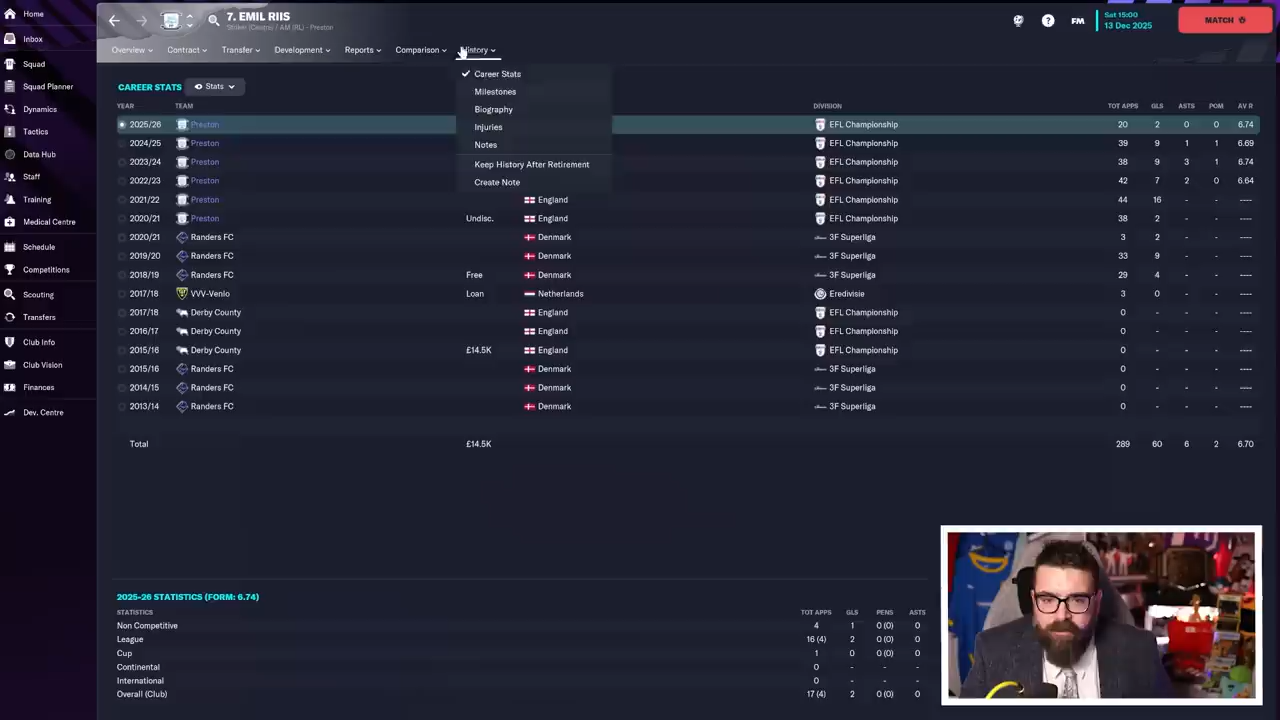 Home
Inbox
Squad
Squad Planner
Dynamics
Tactics
Data Hub
Staff
Training
Medical Centre
Schedule
Competitions
Scouting
Transfers
Club Info
Club Vision
Finances
Dev. Centre
7. EMIL RIIS
Preston
FM
Sat 15:00
13 Dec 2025
MATCH
Overview
Contract
Transfer
Development
Reports
Comparison
History
Career Stats
Milestones
Biography
Injuries
Notes
Keep History After Retirement
Create Note
CAREER STATS Stats
YEAR TEAM DIVISION TOT APPS GLS ASTS POM AV R
2025/26 Preston EFL Championship 20 2 0 0 6.74
2024/25 Preston EFL Championship 39 9 1 1 6.69
2023/24 Preston EFL Championship 38 9 3 1 6.74
2022/23 Preston EFL Championship 42 7 2 0 6.64
2021/22 Preston England EFL Championship 44 16 - - ----
2020/21 Preston Undisc. England EFL Championship 38 2 - - ----
2020/21 Randers FC Denmark 3F Superliga 3 2 - - ----
2019/20 Randers FC Denmark 3F Superliga 33 9 - - ----
2018/19 Randers FC Free Denmark 3F Superliga 29 4 - - ----
2017/18 VVV-Venlo Loan Netherlands Eredivisie 3 0 - - ----
2017/18 Derby County England EFL Championship 0 - - - ----
2016/17 Derby County England EFL Championship 0 - - - ----
2015/16 Derby County £14.5K England EFL Championship 0 - - - ----
2015/16 Randers FC Denmark 3F Superliga 0 - - - ----
2014/15 Randers FC Denmark 3F Superliga 0 - - - ----
2013/14 Randers FC Denmark 3F Superliga 0 - - - ----
Total £14.5K 289 60 6 2 6.70
2025-26 STATISTICS (FORM: 6.74)
STATISTICS TOT APPS GLS PENS ASTS
Non Competitive 4 1 0 (0) 0
League 16 (4) 2 0 (0) 0
Cup 1 0 0 (0) 0
Continental 0 - - -
International 0 - - -
Overall (Club) 17 (4) 2 0 (0) 0